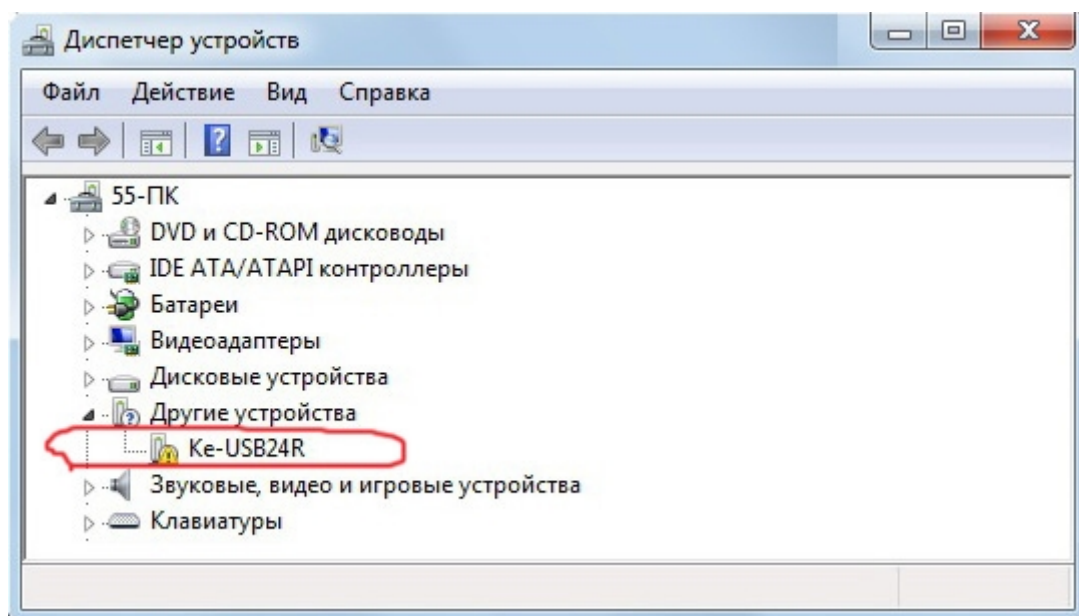 Диспетчер устройств
Файл Действие Вид Справка
55-ПК
DVD и CD-ROM дисководы
IDE ATA/ATAPI контроллеры
Батареи
Видеоадаптеры
Дисковые устройства
Другие устройства
Ke-USB24R
Звуковые, видео и игровые устройства
Клавиатуры